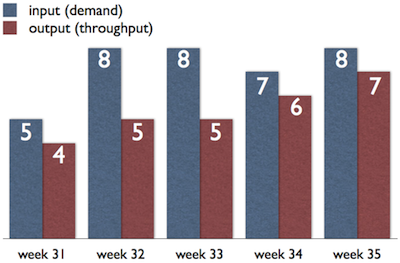 input (demand)
output (throughput)
5 4 8 5 8 5 7 6 8 7
week 31 week 32 week 33 week 34 week 35